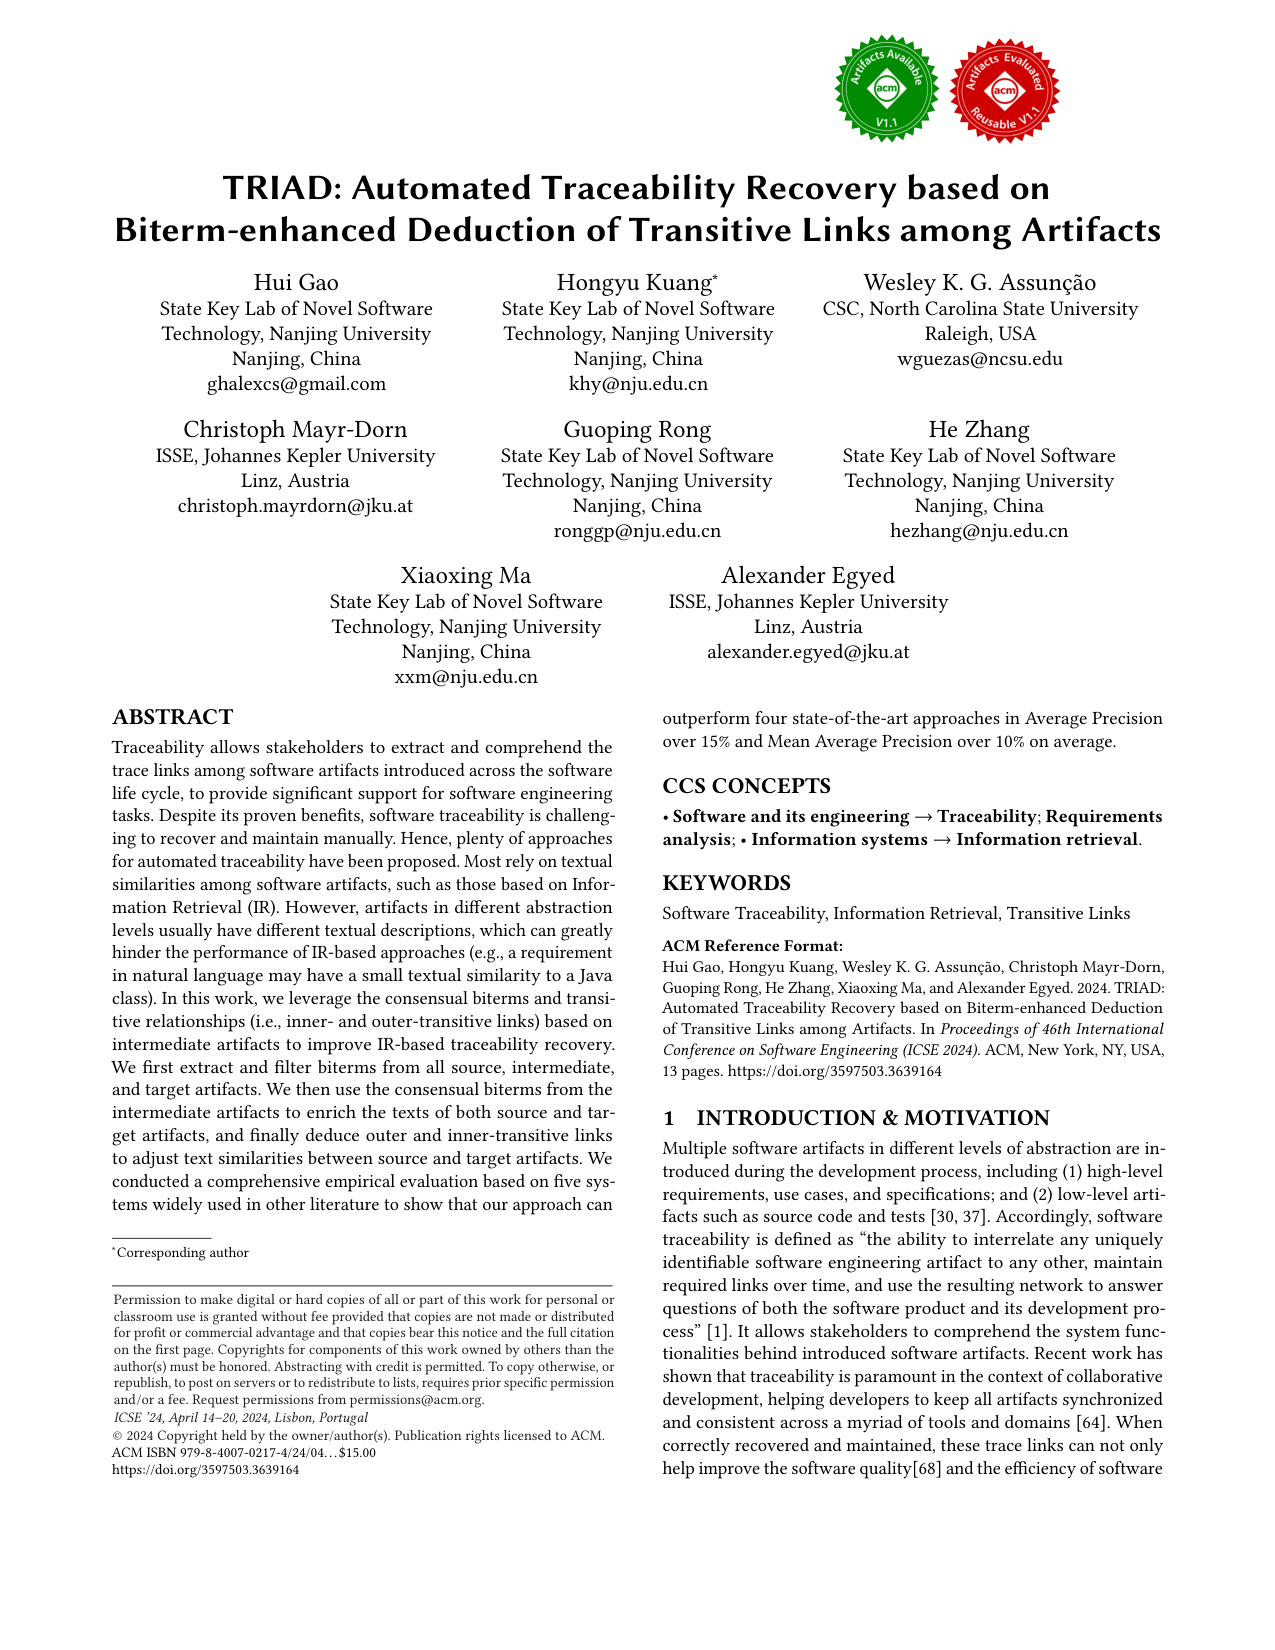 Artifacts Available
acm
V1.1
Artifacts Evaluated
acm
Reusable V1.1
TRIAD: Automated Traceability Recovery based on
Biterm-enhanced Deduction of Transitive Links among Artifacts
Hui Gao
State Key Lab of Novel Software
Technology, Nanjing University
Nanjing, China
ghalexcs@gmail.com
Hongyu Kuang*
State Key Lab of Novel Software
Technology, Nanjing University
Nanjing, China
khy@nju.edu.cn
Wesley K. G. Assunção
CSC, North Carolina State University
Raleigh, USA
wguezas@ncsu.edu
Christoph Mayr-Dorn
ISSE, Johannes Kepler University
Linz, Austria
christoph.mayrdorn@jku.at
Guoping Rong
State Key Lab of Novel Software
Technology, Nanjing University
Nanjing, China
ronggp@nju.edu.cn
He Zhang
State Key Lab of Novel Software
Technology, Nanjing University
Nanjing, China
hezhang@nju.edu.cn
Xiaoxing Ma
State Key Lab of Novel Software
Technology, Nanjing University
Nanjing, China
xxm@nju.edu.cn
Alexander Egyed
ISSE, Johannes Kepler University
Linz, Austria
alexander.egyed@jku.at
ABSTRACT
Traceability allows stakeholders to extract and comprehend the
trace links among software artifacts introduced across the software
life cycle, to provide significant support for software engineering
tasks. Despite its proven benefits, software traceability is challeng-
ing to recover and maintain manually. Hence, plenty of approaches
for automated traceability have been proposed. Most rely on textual
similarities among software artifacts, such as those based on Infor-
mation Retrieval (IR). However, artifacts in different abstraction
levels usually have different textual descriptions, which can greatly
hinder the performance of IR-based approaches (e.g., a requirement
in natural language may have a small textual similarity to a Java
class). In this work, we leverage the consensual biterms and transi-
tive relationships (i.e., inner- and outer-transitive links) based on
intermediate artifacts to improve IR-based traceability recovery.
We first extract and filter biterms from all source, intermediate,
and target artifacts. We then use the consensual biterms from the
intermediate artifacts to enrich the texts of both source and tar-
get artifacts, and finally deduce outer and inner-transitive links
to adjust text similarities between source and target artifacts. We
conducted a comprehensive empirical evaluation based on five sys-
tems widely used in other literature to show that our approach can
*Corresponding author
Permission to make digital or hard copies of all or part of this work for personal or
classroom use is granted without fee provided that copies are not made or distributed
for profit or commercial advantage and that copies bear this notice and the full citation
on the first page. Copyrights for components of this work owned by others than the
author(s) must be honored. Abstracting with credit is permitted. To copy otherwise, or
republish, to post on servers or to redistribute to lists, requires prior specific permission
and/or a fee. Request permissions from permissions@acm.org.
ICSE '24, April 14–20, 2024, Lisbon, Portugal
© 2024 Copyright held by the owner/author(s). Publication rights licensed to ACM.
ACM ISBN 979-8-4007-0217-4/24/04...$15.00
https://doi.org/3597503.3639164
outperform four state-of-the-art approaches in Average Precision
over 15% and Mean Average Precision over 10% on average.
CCS CONCEPTS
• Software and its engineering → Traceability; Requirements
analysis; • Information systems → Information retrieval.
KEYWORDS
Software Traceability, Information Retrieval, Transitive Links
ACM Reference Format:
Hui Gao, Hongyu Kuang, Wesley K. G. Assunção, Christoph Mayr-Dorn,
Guoping Rong, He Zhang, Xiaoxing Ma, and Alexander Egyed. 2024. TRIAD:
Automated Traceability Recovery based on Biterm-enhanced Deduction
of Transitive Links among Artifacts. In Proceedings of 46th International
Conference on Software Engineering (ICSE 2024). ACM, New York, NY, USA,
13 pages. https://doi.org/3597503.3639164
1 INTRODUCTION & MOTIVATION
Multiple software artifacts in different levels of abstraction are in-
troduced during the development process, including (1) high-level
requirements, use cases, and specifications; and (2) low-level arti-
facts such as source code and tests [30, 37]. Accordingly, software
traceability is defined as “the ability to interrelate any uniquely
identifiable software engineering artifact to any other, maintain
required links over time, and use the resulting network to answer
questions of both the software product and its development pro-
cess” [1]. It allows stakeholders to comprehend the system func-
tionalities behind introduced software artifacts. Recent work has
shown that traceability is paramount in the context of collaborative
development, helping developers to keep all artifacts synchronized
and consistent across a myriad of tools and domains [64]. When
correctly recovered and maintained, these trace links can not only
help improve the software quality[68] and the efficiency of software